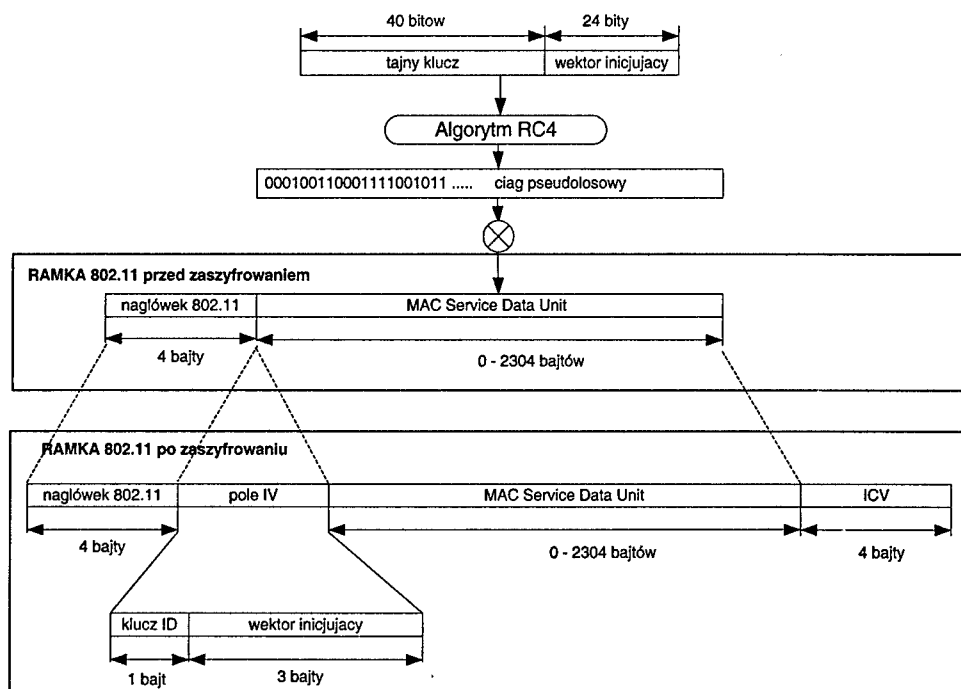 40 bitow 24 bity
tajny klucz wektor inicjujacy
Algorytm RC4
000100110001111001011 ..... ciag pseudolosowy
RAMKA 802.11 przed zaszyfrowaniem
naglówek 802.11 MAC Service Data Unit
4 bajty 0 - 2304 bajtów
RAMKA 802.11 po zaszyfrowaniu
naglówek 802.11 pole IV MAC Service Data Unit ICV
4 bajty 0 - 2304 bajtów 4 bajty
klucz ID wektor inicjujacy
1 bajt 3 bajty